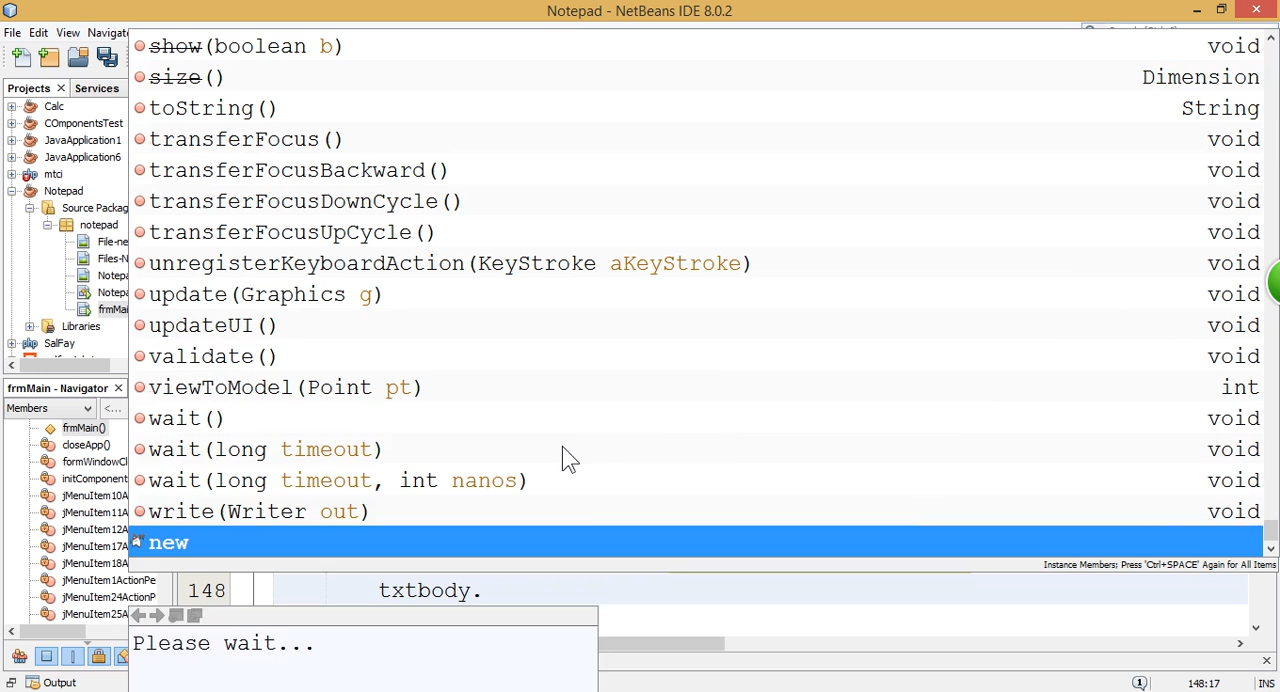 Notepad - NetBeans IDE 8.0.2
File Edit View Navigat
show(boolean b) void
size() Dimension
toString() String
transferFocus() void
transferFocusBackward() void
transferFocusDownCycle() void
transferFocusUpCycle() void
unregisterKeyboardAction(KeyStroke aKeyStroke) void
update(Graphics g) void
updateUI() void
validate() void
viewToModel(Point pt) int
wait() void
wait(long timeout) void
wait(long timeout, int nanos) void
write(Writer out) void
new
Instance Members; Press 'Ctrl+SPACE' Again for All Items
Projects Services
Calc
COmponentsTest
JavaApplication1
JavaApplication6
mtci
Notepad
Source Packag
notepad
File-ne
Files-N
Notepa
Notepa
frmMai
Libraries
SalFay
frmMain - Navigator
Members <...
frmMain()
closeApp()
formWindowCl
initComponent
jMenuItem10A
jMenuItem11A
jMenuItem12A
jMenuItem17A
jMenuItem18A
jMenuItem1ActionPe
jMenuItem24ActionP
jMenuItem25A
148 txtbody.
Please wait...
Output
1 148:17 INS